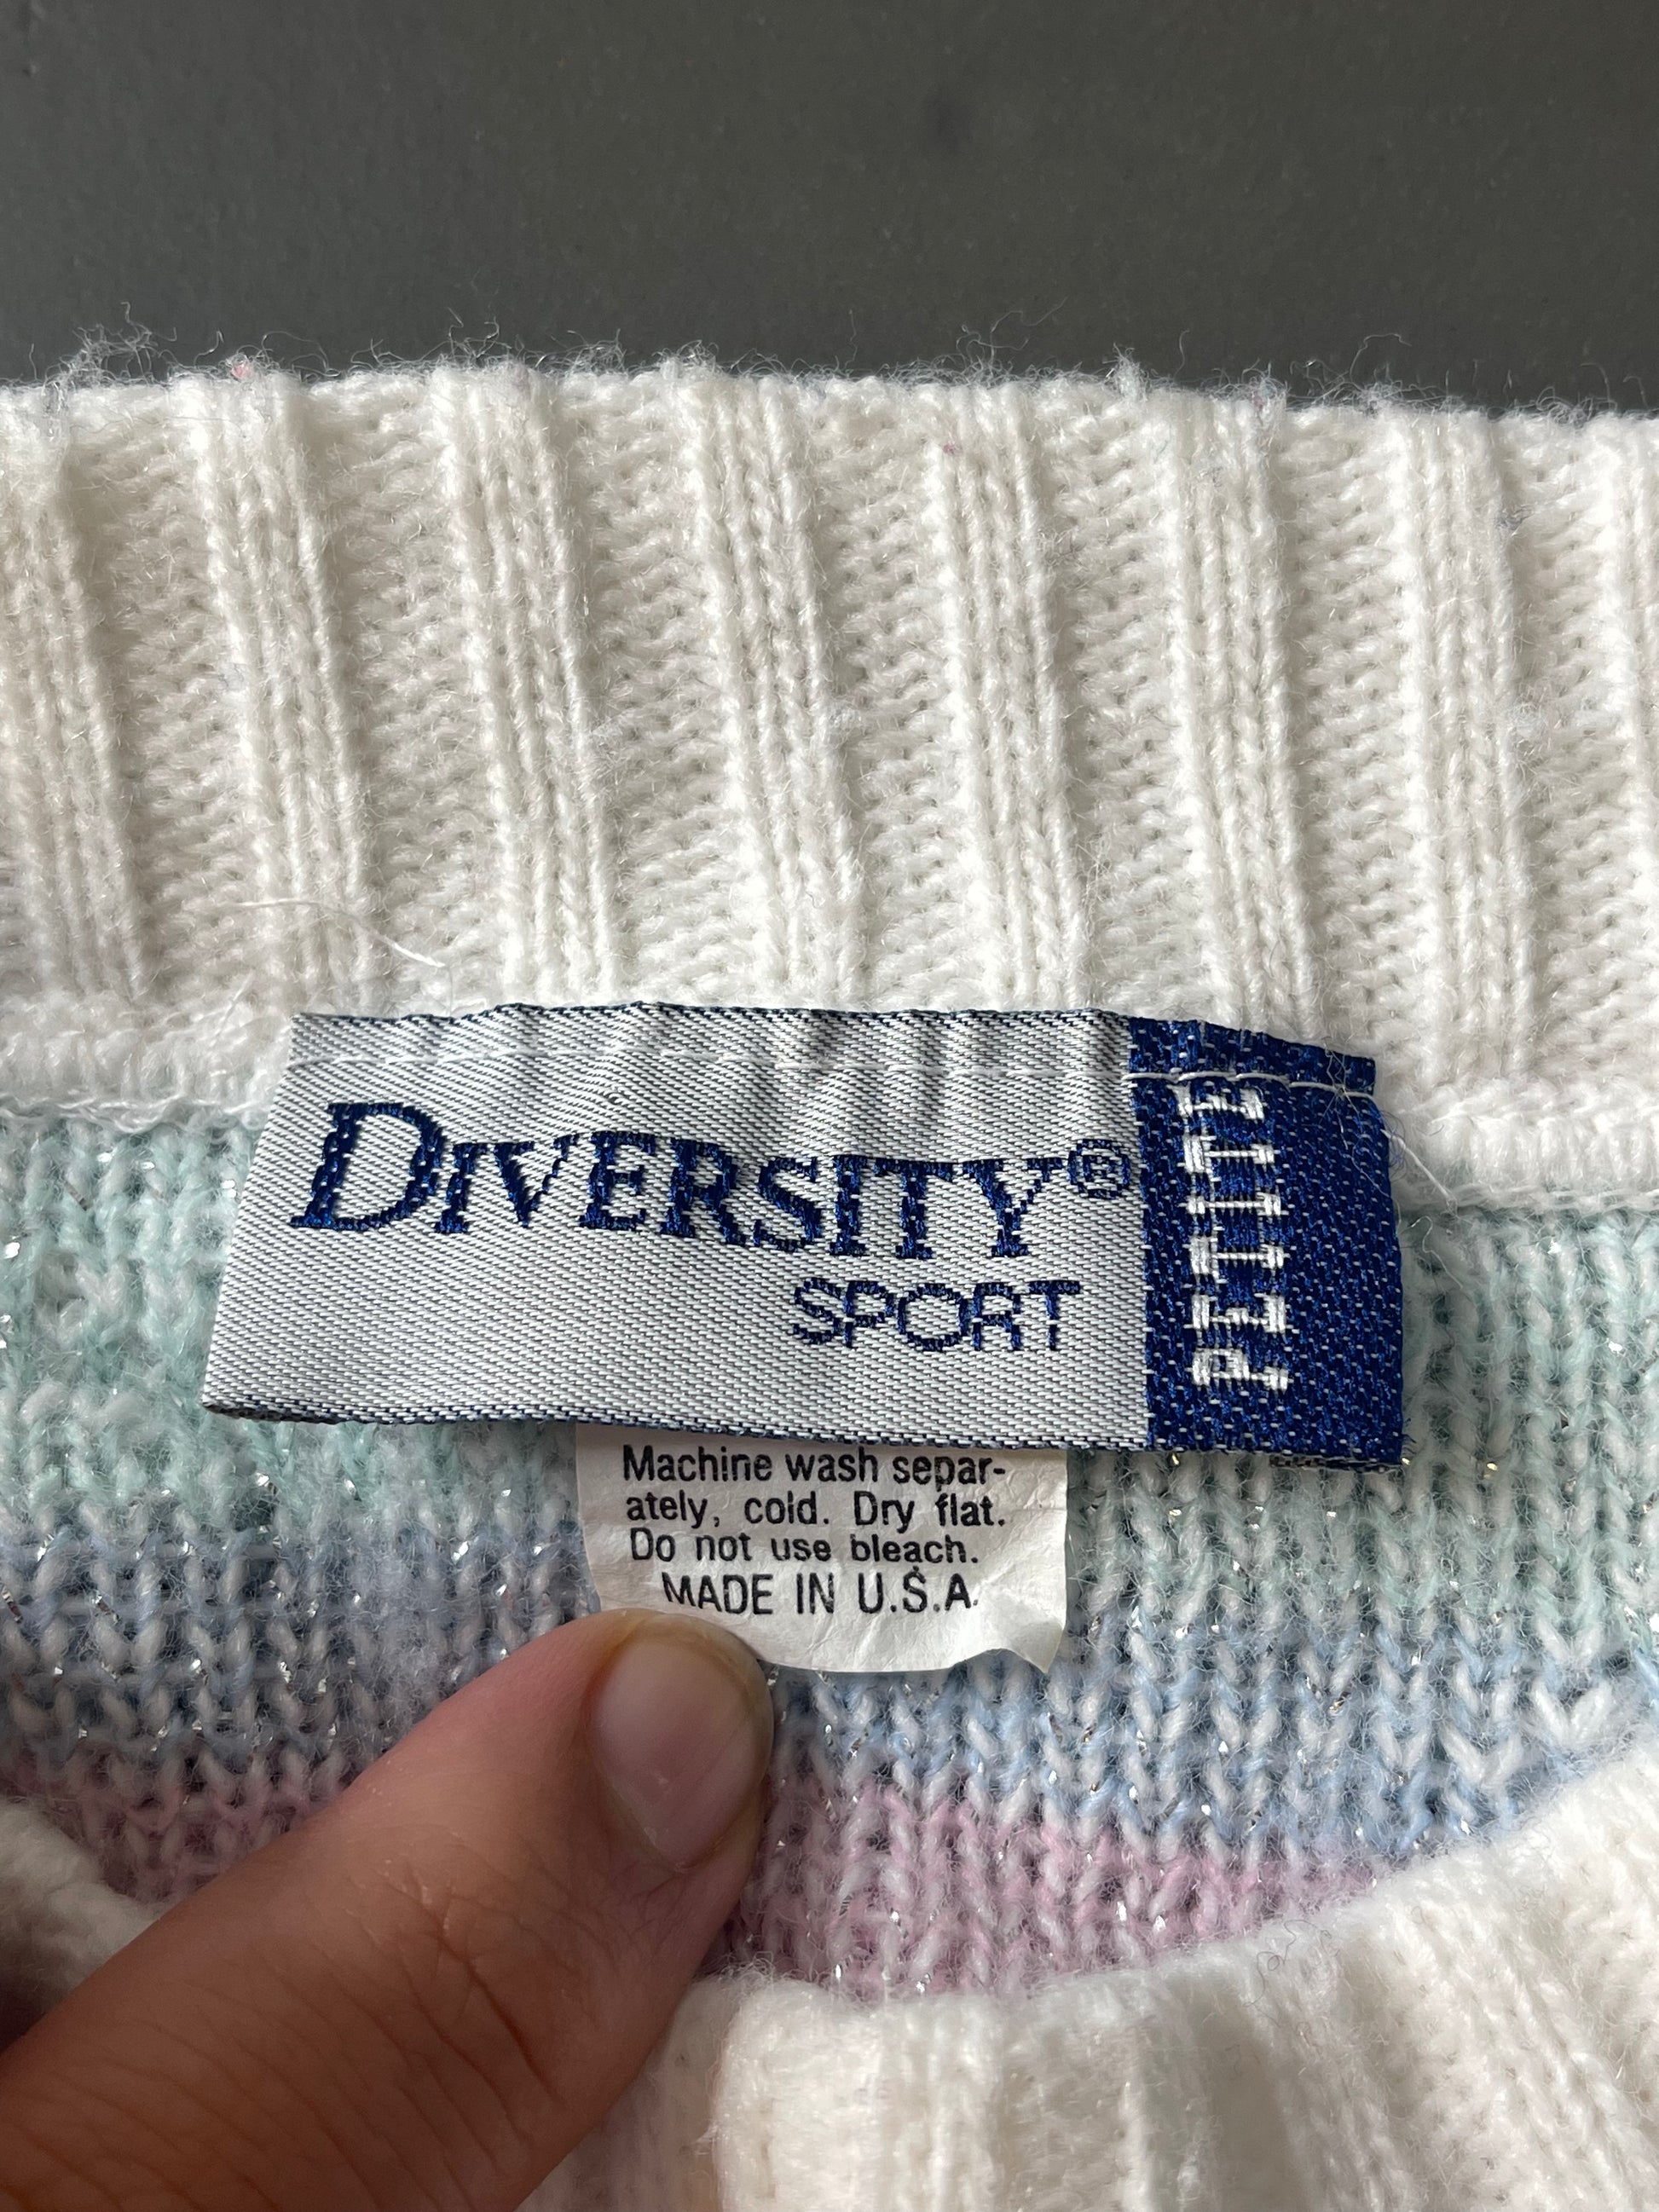 DIVERSITY®
SPORT
PETITE
Machine wash separ-
ately, cold. Dry flat.
Do not use bleach.
MADE IN U.S.A.